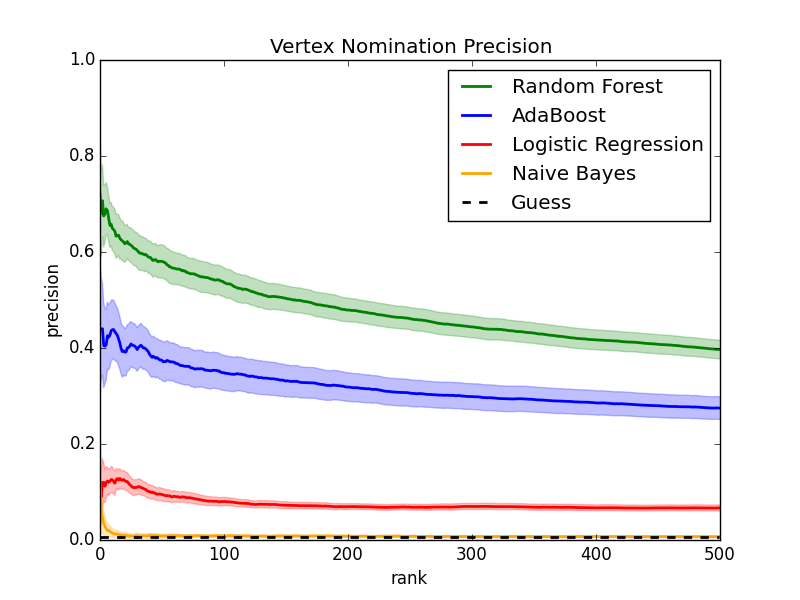 Vertex Nomination Precision
1.0
0.8
0.6
0.4
0.2
0.0
precision
Random Forest
AdaBoost
Logistic Regression
Naive Bayes
Guess
0 100 200 300 400 500
rank